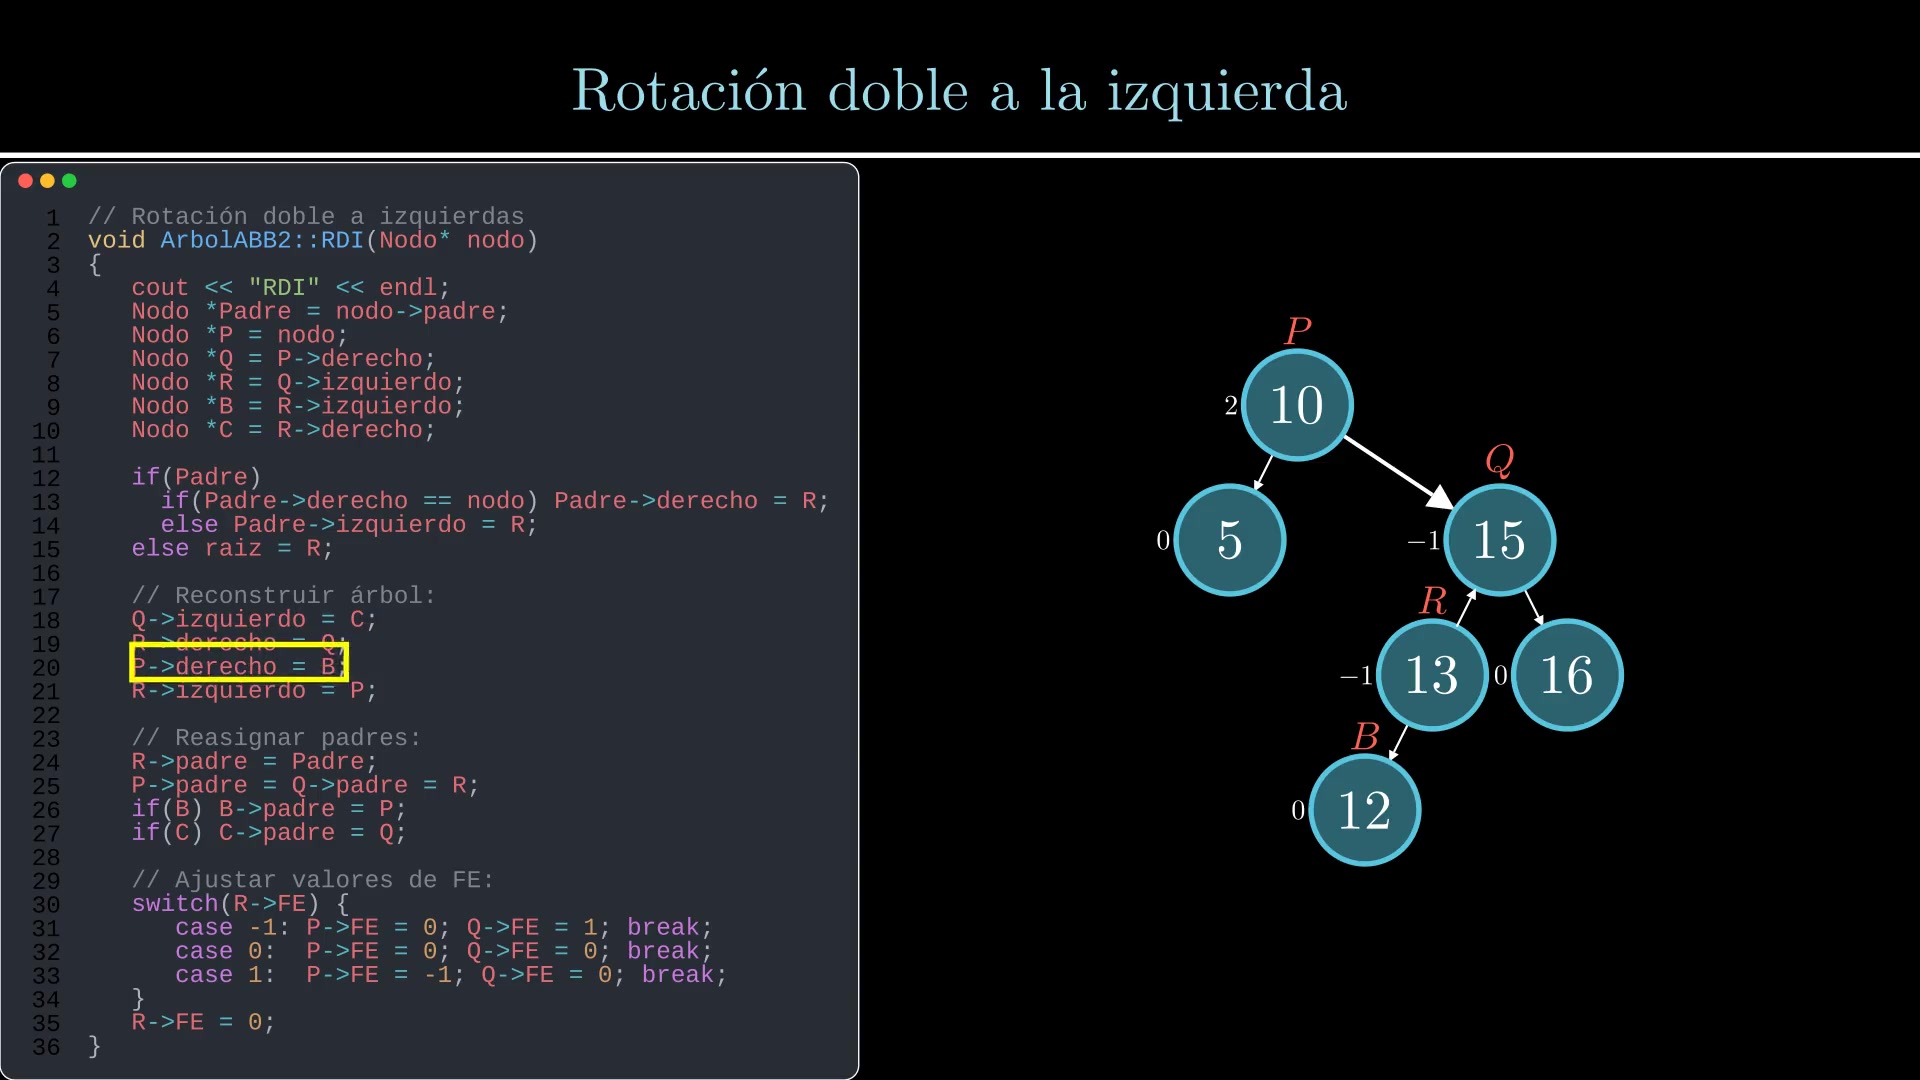 Rotación doble a la izquierda
1 // Rotación doble a izquierdas
2 void ArbolABB2::RDI(Nodo* nodo)
3 {
4 cout << "RDI" << endl;
5 Nodo *Padre = nodo->padre;
6 Nodo *P = nodo;
7 Nodo *Q = P->derecho;
8 Nodo *R = Q->izquierdo;
9 Nodo *B = R->izquierdo;
10 Nodo *C = R->derecho;
11
12 if(Padre)
13 if(Padre->derecho == nodo) Padre->derecho = R;
14 else Padre->izquierdo = R;
15 else raiz = R;
16
17 // Reconstruir árbol:
18 Q->izquierdo = C;
19 R->derecho = Q;
20 P->derecho = B;
21 R->izquierdo = P;
22
23 // Reasignar padres:
24 R->padre = Padre;
25 P->padre = Q->padre = R;
26 if(B) B->padre = P;
27 if(C) C->padre = Q;
28
29 // Ajustar valores de FE:
30 switch(R->FE) {
31 case -1: P->FE = 0; Q->FE = 1; break;
32 case 0: P->FE = 0; Q->FE = 0; break;
33 case 1: P->FE = -1; Q->FE = 0; break;
34 }
35 R->FE = 0;
36 }
P
2 10
Q
0 5 −1 15
R
−1 13 0 16
B
0 12